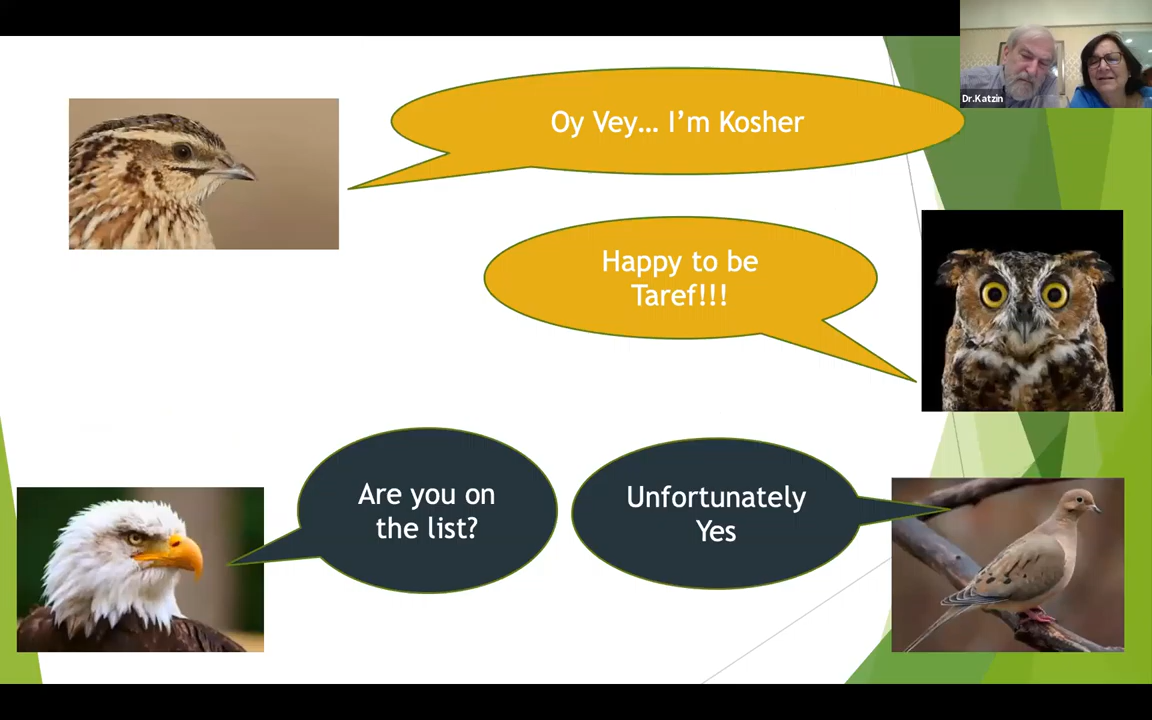 Dr.Katzin
Oy Vey… I’m Kosher
Happy to be
Taref!!!
Are you on
the list?
Unfortunately
Yes